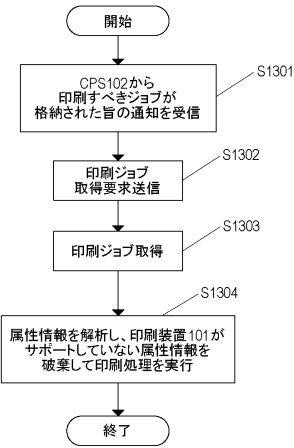 開始
CPS102から
印刷すべきジョブが
格納された旨の通知を受信
S1301
印刷ジョブ
取得要求送信
S1302
印刷ジョブ取得
S1303
属性情報を解析し、印刷装置101が
サポートしていない属性情報を
破棄して印刷処理を実行
S1304
終了